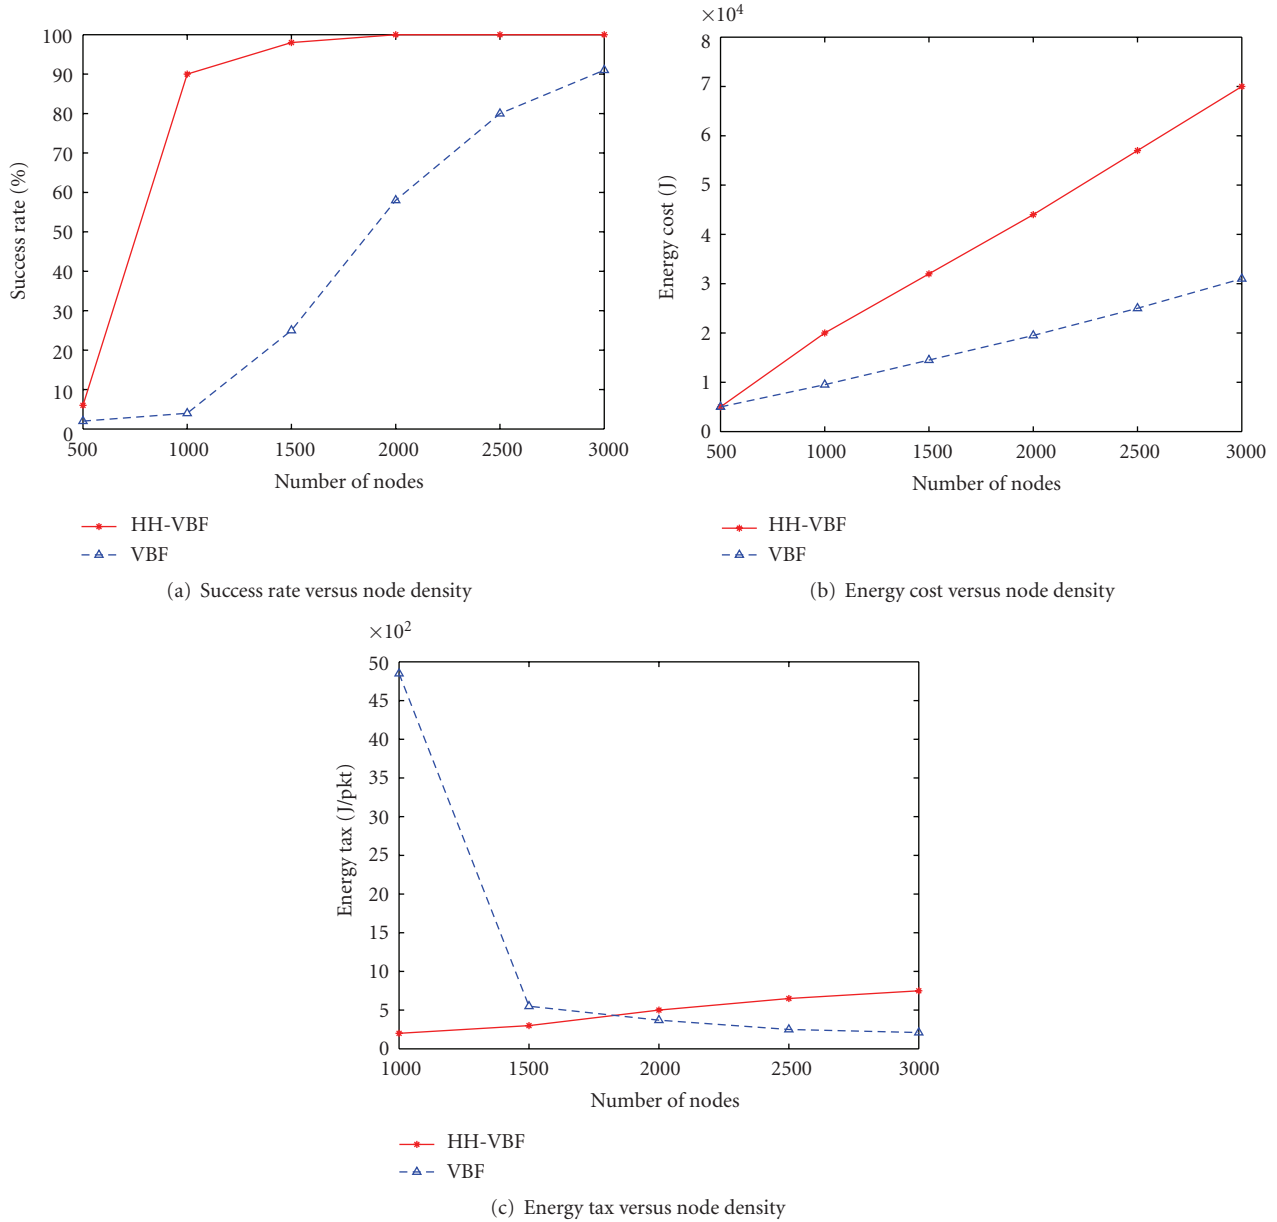 100
90
80
70
60
50
40
30
20
10
0
Success rate (%)
500 1000 1500 2000 2500 3000
Number of nodes
HH-VBF
VBF
(a) Success rate versus node density
×10⁴
8
7
6
5
4
3
2
1
0
Energy cost (J)
500 1000 1500 2000 2500 3000
Number of nodes
HH-VBF
VBF
(b) Energy cost versus node density
×10²
50
45
40
35
30
25
20
15
10
5
0
Energy tax (J/pkt)
1000 1500 2000 2500 3000
Number of nodes
HH-VBF
VBF
(c) Energy tax versus node density